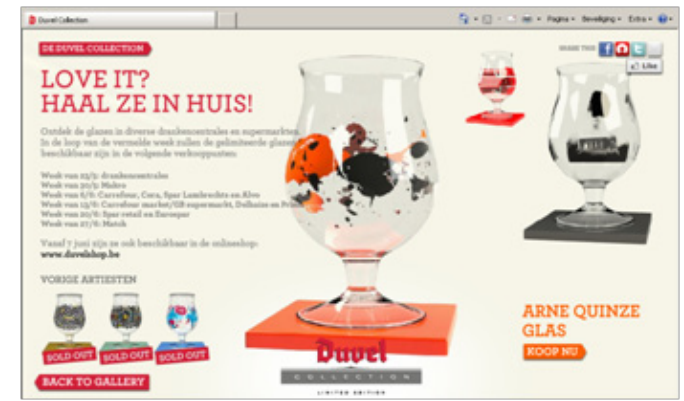 Duvel Collection
Pagina
Beveiliging
Extra
DE DUVEL COLLECTION
SHARE THIS
Like
LOVE IT?
HAAL ZE IN HUIS!
Ontdek de glazen in diverse drankencentrales en supermarkten.
In de loop van de vermelde week zullen de gelimiteerde glazen
beschikbaar zijn in de volgende verkooppunten:
Week van 23/5: drankencentrales
Week van 30/5: Makro
Week van 6/6: Carrefour, Cora, Spar Lambrechts en Alvo
Week van 13/6: Carrefour market/GB supermarkt, Delhaize en
Week van 20/6: Spar retail en Eurospar
Week van 27/6: Match
Vanaf 7 juni zijn ze ook beschikbaar in de onlineshop:
www.duvelshop.be
VORIGE ARTIESTEN
SOLD OUT
SOLD OUT
SOLD OUT
BACK TO GALLERY
Duvel
COLLECTION
LIMITED EDITION
ARNE QUINZE
GLAS
KOOP NU